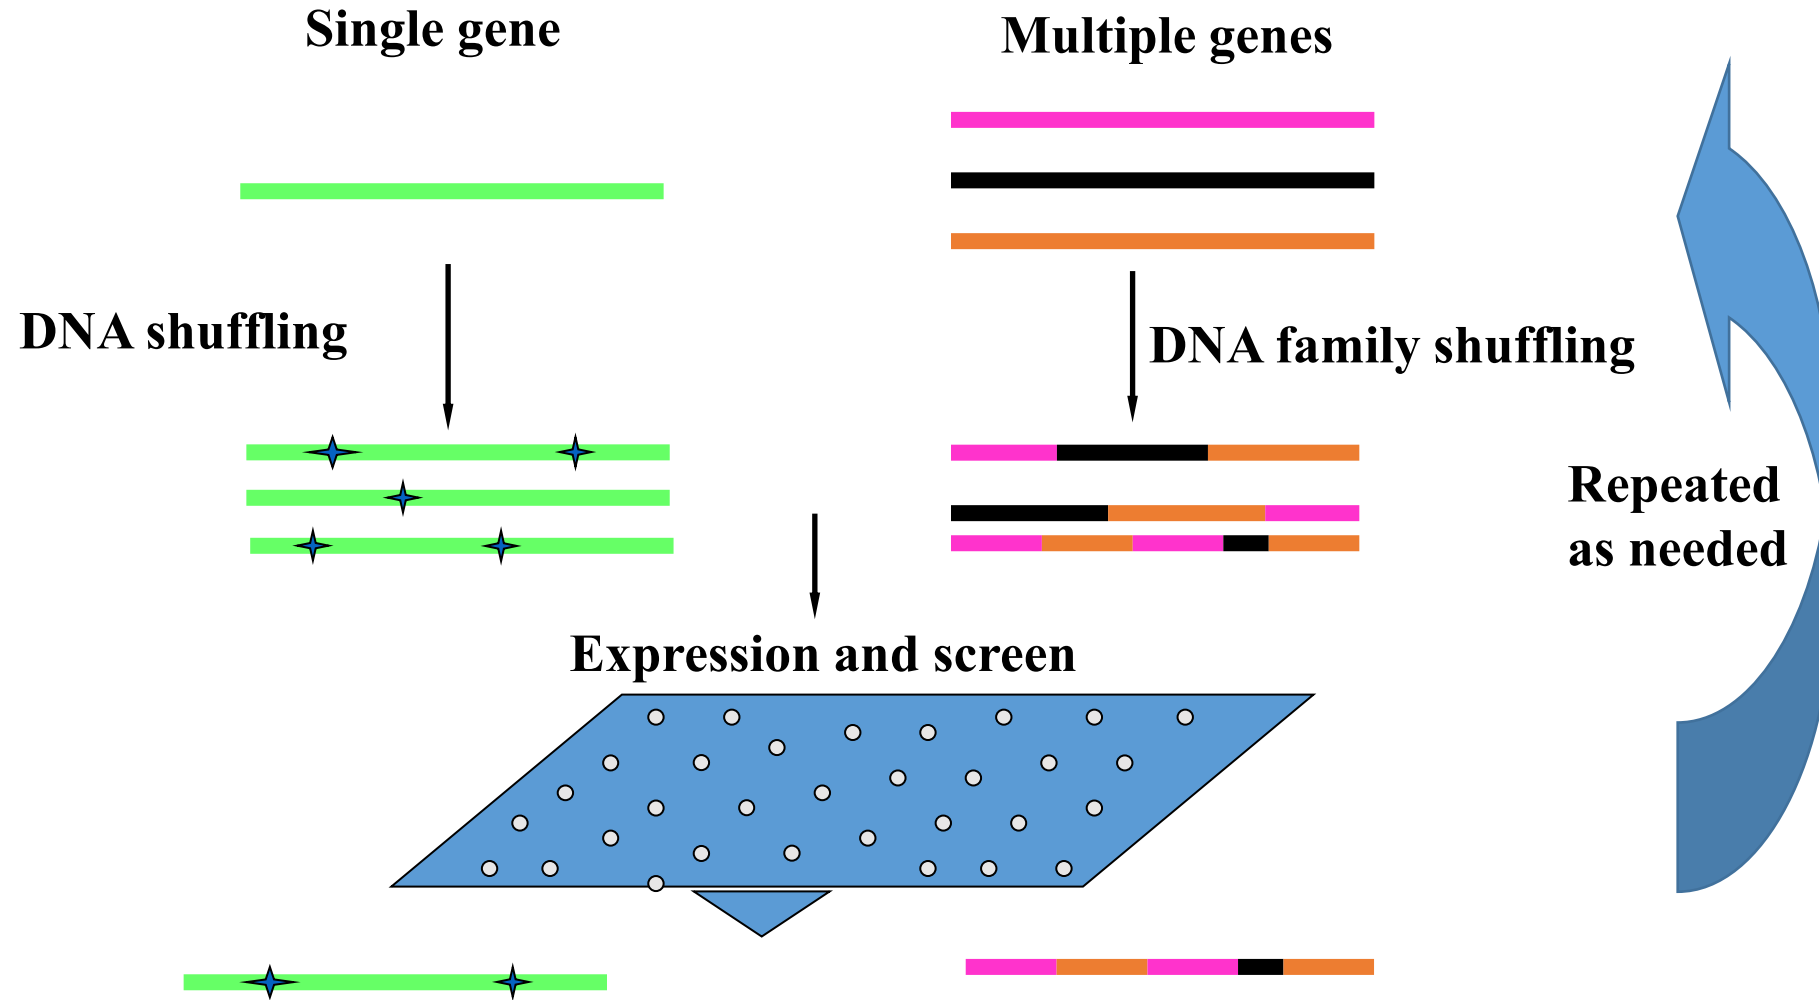 Single gene
Multiple genes
DNA shuffling
DNA family shuffling
Repeated
as needed
Expression and screen